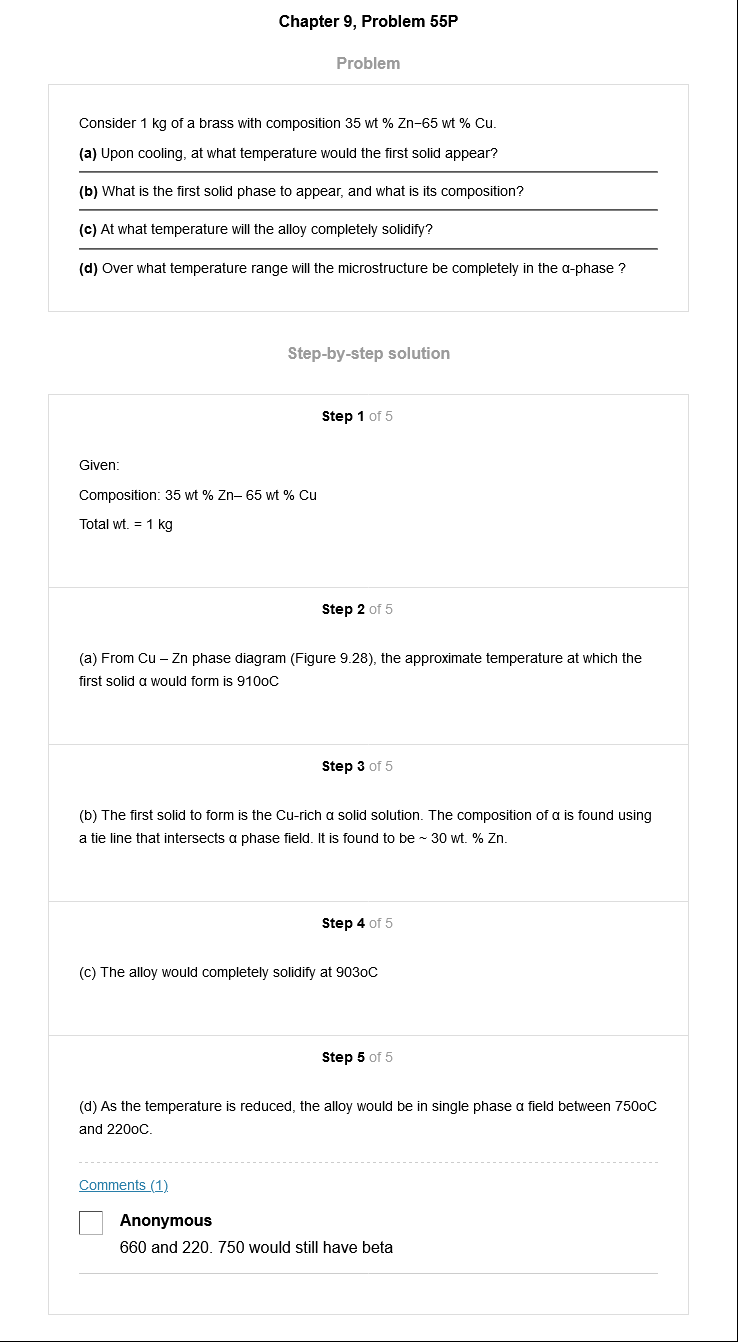 Chapter 9, Problem 55P
Problem
Consider 1 kg of a brass with composition 35 wt % Zn−65 wt % Cu.
(a) Upon cooling, at what temperature would the first solid appear?
(b) What is the first solid phase to appear, and what is its composition?
(c) At what temperature will the alloy completely solidify?
(d) Over what temperature range will the microstructure be completely in the α-phase ?
Step-by-step solution
Step 1 of 5
Given:
Composition: 35 wt % Zn– 65 wt % Cu
Total wt. = 1 kg
Step 2 of 5
(a) From Cu – Zn phase diagram (Figure 9.28), the approximate temperature at which the
first solid α would form is 910oC
Step 3 of 5
(b) The first solid to form is the Cu-rich α solid solution. The composition of α is found using
a tie line that intersects α phase field. It is found to be ~ 30 wt. % Zn.
Step 4 of 5
(c) The alloy would completely solidify at 903oC
Step 5 of 5
(d) As the temperature is reduced, the alloy would be in single phase α field between 750oC
and 220oC.
Comments (1)
Anonymous
660 and 220. 750 would still have beta